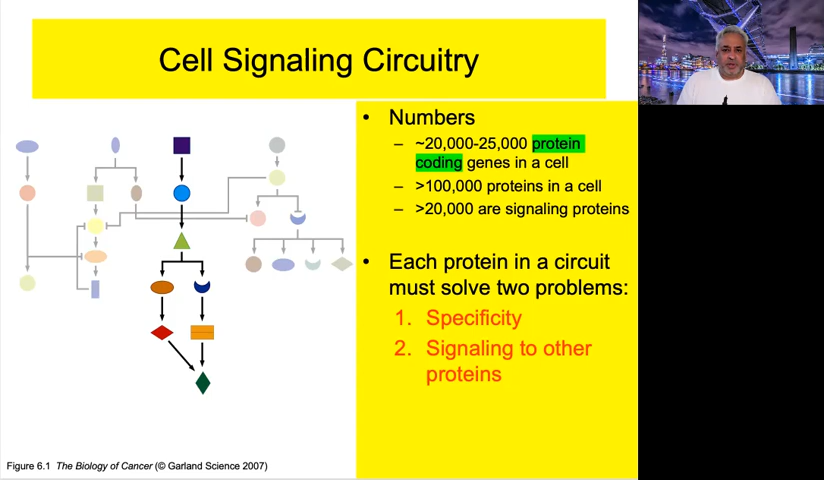 Cell Signaling Circuitry
• Numbers
– ~20,000-25,000 protein
coding genes in a cell
– >100,000 proteins in a cell
– >20,000 are signaling proteins
• Each protein in a circuit
must solve two problems:
1. Specificity
2. Signaling to other
proteins
Figure 6.1 The Biology of Cancer (© Garland Science 2007)